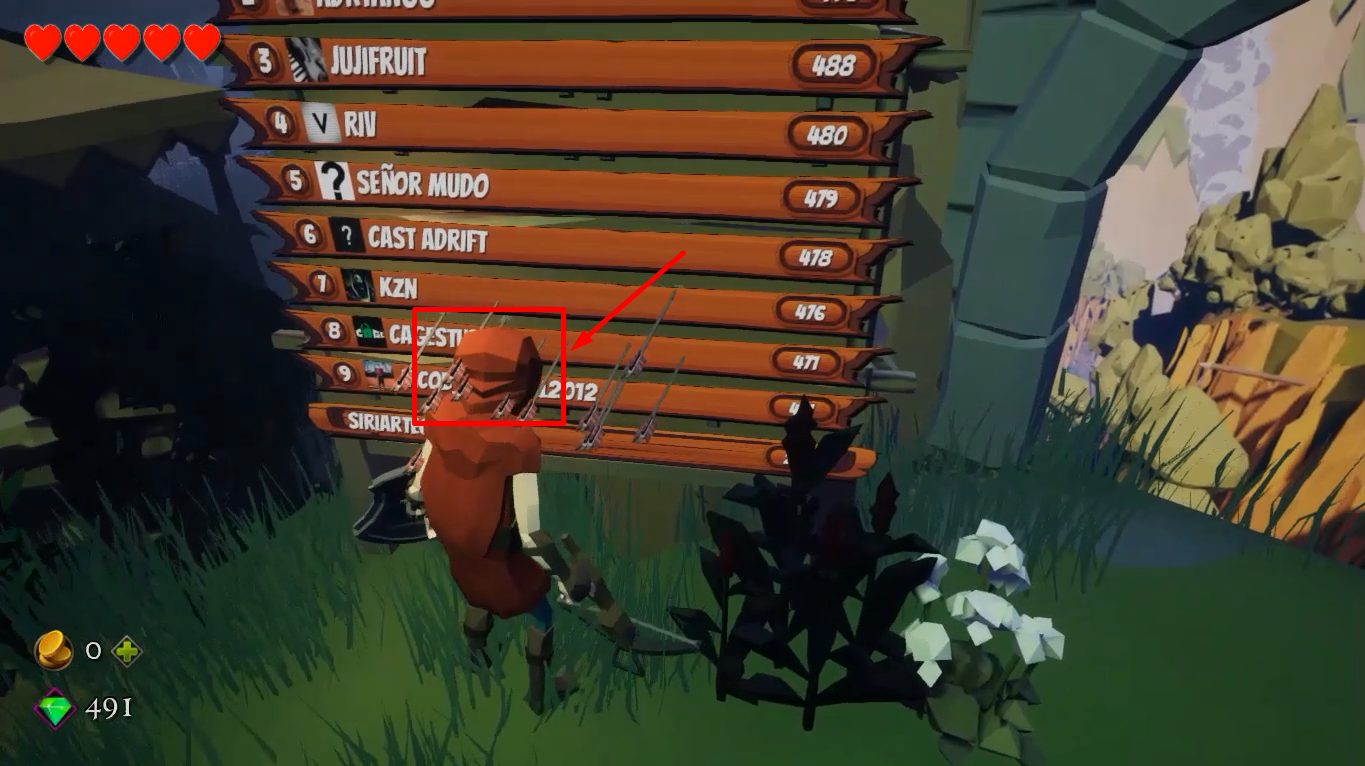 3 JUJIFRUIT 488
4 V RIV 480
5 ? SEÑOR MUDO 479
6 ? CAST ADRIFT 478
7 KZN 476
8 471
9
0
491